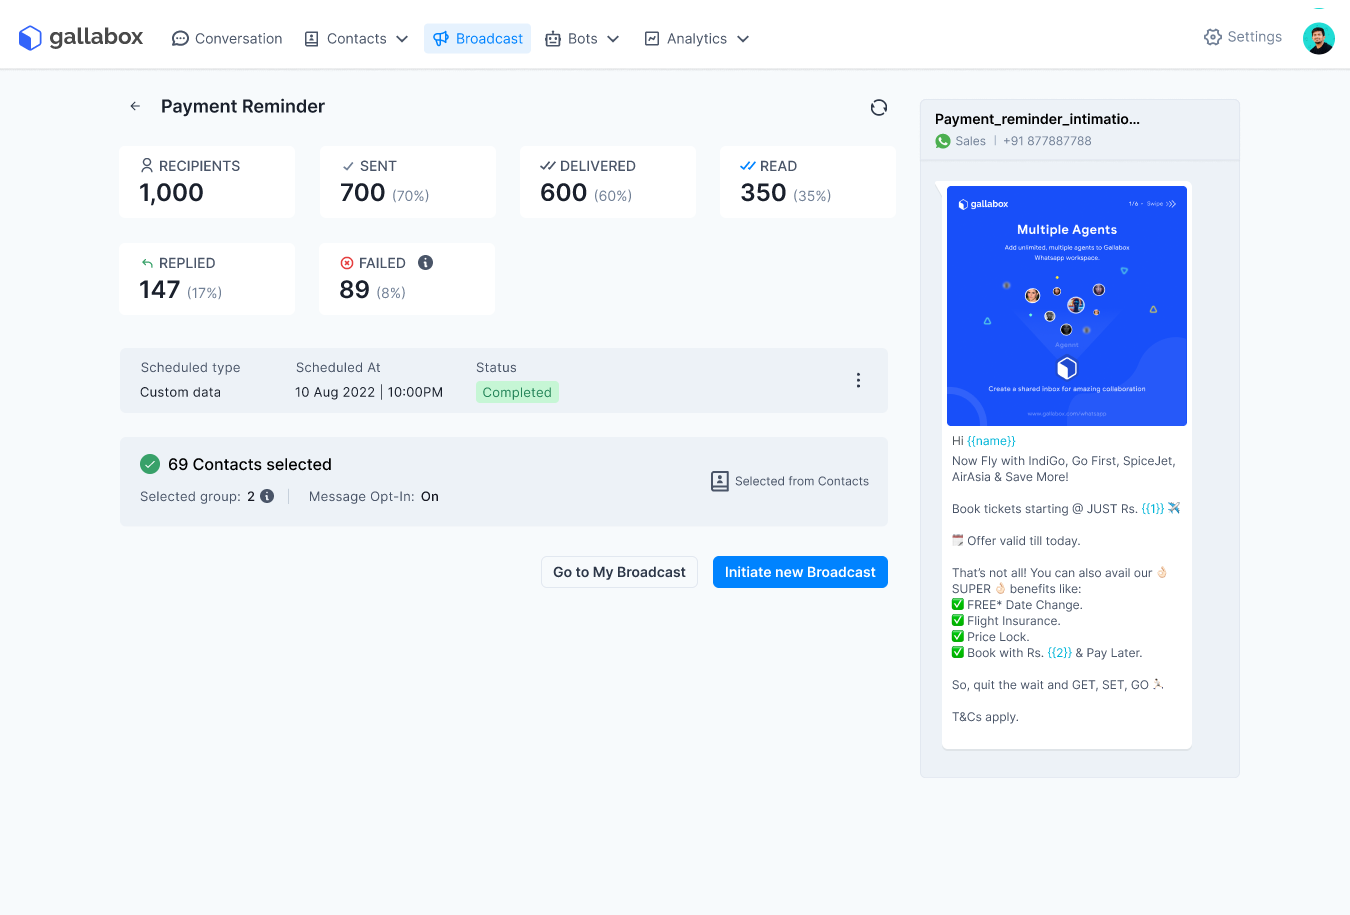 gallabox
Conversation
Contacts
Broadcast
Bots
Analytics
Settings
Payment Reminder
RECIPIENTS
1,000
SENT
700 (70%)
DELIVERED
600 (60%)
READ
350 (35%)
REPLIED
147 (17%)
FAILED
89 (8%)
Scheduled type
Custom data
Scheduled At
10 Aug 2022 | 10:00PM
Status
Completed
69 Contacts selected
Selected group: 2
Message Opt-In: On
Selected from Contacts
Go to My Broadcast
Initiate new Broadcast
Payment_reminder_intimatio...
Sales | +91 877887788
gallabox
1/6 - Swipe
Multiple Agents
Add unlimited, multiple agents to Gallabox
Whatsapp workspace.
Agennt
Create a shared inbox for amazing collaboration
www.gallabox.com/whatsapp
Hi {{name}}
Now Fly with IndiGo, Go First, SpiceJet,
AirAsia & Save More!
Book tickets starting @ JUST Rs. {{1}} ✈️
🗓️ Offer valid till today.
That's not all! You can also avail our 👌🏻
SUPER 👌🏻 benefits like:
✅ FREE* Date Change.
✅ Flight Insurance.
✅ Price Lock.
✅ Book with Rs. {{2}} & Pay Later.
So, quit the wait and GET, SET, GO 🏃🏻
T&Cs apply.